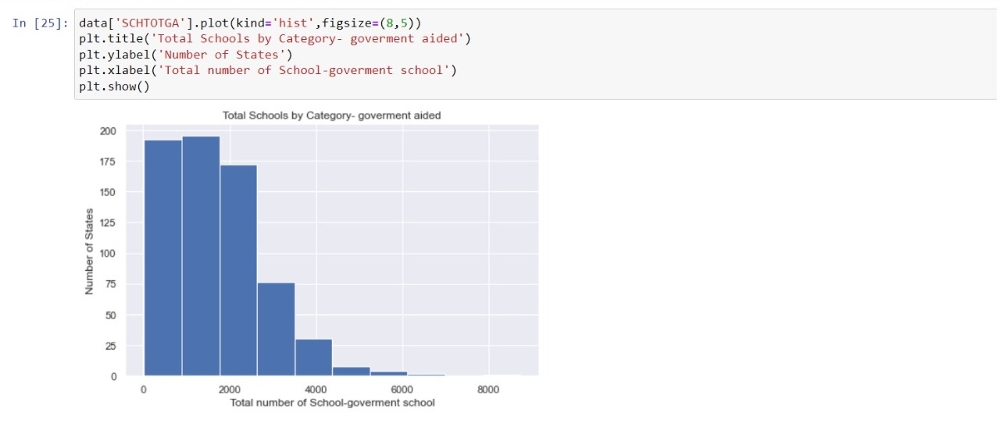 In [25]: data['SCHTOTGA'].plot(kind='hist',figsize=(8,5))
plt.title('Total Schools by Category- goverment aided')
plt.ylabel('Number of States')
plt.xlabel('Total number of School-goverment school')
plt.show()
Total Schools by Category- goverment aided
200
175
150
125
100
75
50
25
0
Number of States
0 2000 4000 6000 8000
Total number of School-goverment school